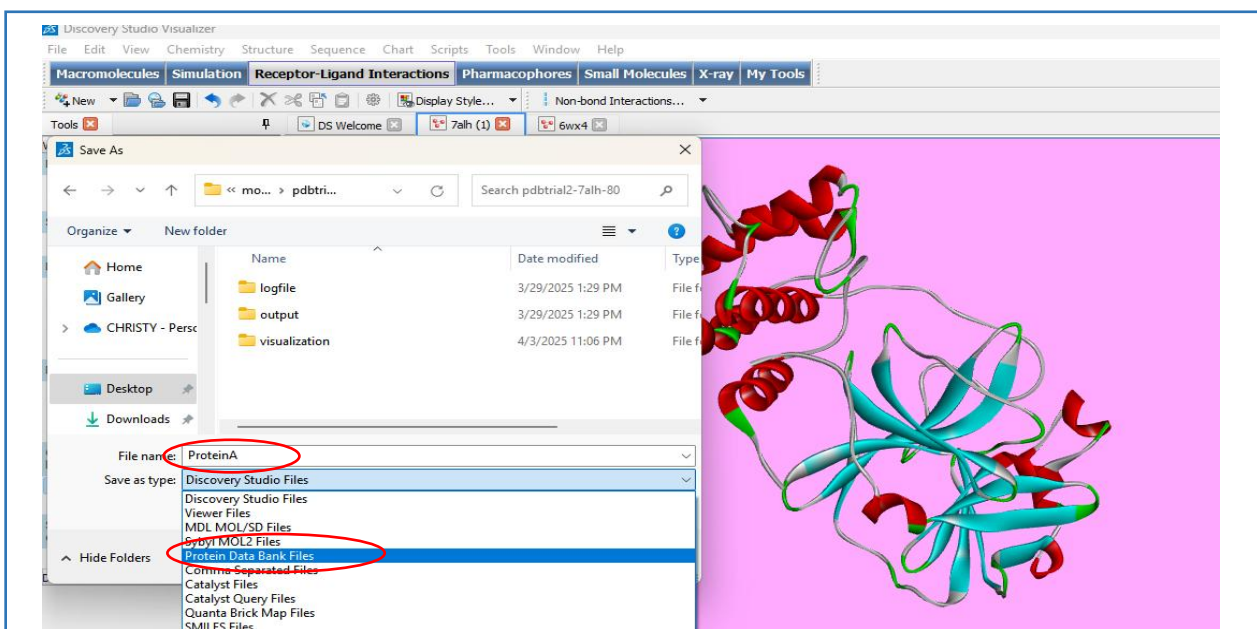 Discovery Studio Visualizer
File Edit View Chemistry Structure Sequence Chart Scripts Tools Window Help
Macromolecules Simulation Receptor-Ligand Interactions Pharmacophores Small Molecules X-ray My Tools
New Display Style... Non-bond Interactions...
Tools DS Welcome 7alh (1) 6wx4
Save As
« mo... › pdbtri... Search pdbtrial2-7alh-80
Organize New folder
Name Date modified Type
Home
logfile 3/29/2025 1:29 PM File f
Gallery
output 3/29/2025 1:29 PM File f
CHRISTY - Persc
visualization 4/3/2025 11:06 PM File f
Desktop
Downloads
File name: ProteinA
Save as type: Discovery Studio Files
Discovery Studio Files
Viewer Files
MDL MOL/SD Files
Sybyl MOL2 Files
Protein Data Bank Files
Hide Folders
Comma Separated Files
Catalyst Files
Catalyst Query Files
Quanta Brick Map Files
SMILES Files